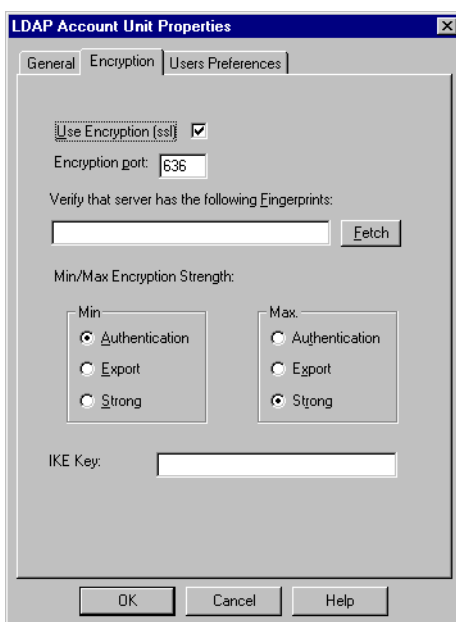 LDAP Account Unit Properties
General Encryption Users Preferences
Use Encryption (ssl)
Encryption port: 636
Verify that server has the following Fingerprints:
Fetch
Min/Max Encryption Strength:
Min Max.
Authentication Authentication
Export Export
Strong Strong
IKE Key:
OK Cancel Help